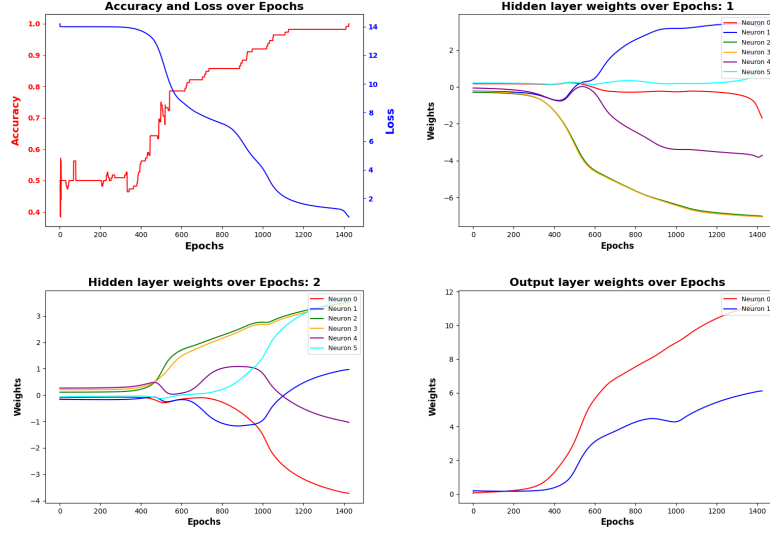 Accuracy and Loss over Epochs
1.0
0.9
0.8
0.7
0.6
0.5
0.4
Accuracy
14
12
10
8
6
4
2
Loss
0 200 400 600 800 1000 1200 1400
Epochs
Hidden layer weights over Epochs: 1
2
0
−2
−4
−6
Weights
Neuron 0
Neuron 1
Neuron 2
Neuron 3
Neuron 4
Neuron 5
0 200 400 600 800 1000 1200 1400
Epochs
Hidden layer weights over Epochs: 2
3
2
1
0
−1
−2
−3
−4
Weights
Neuron 0
Neuron 1
Neuron 2
Neuron 3
Neuron 4
Neuron 5
0 200 400 600 800 1000 1200 1400
Epochs
Output layer weights over Epochs
12
10
8
6
4
2
0
Weights
Neuron 0
Neuron 1
0 200 400 600 800 1000 1200 1400
Epochs